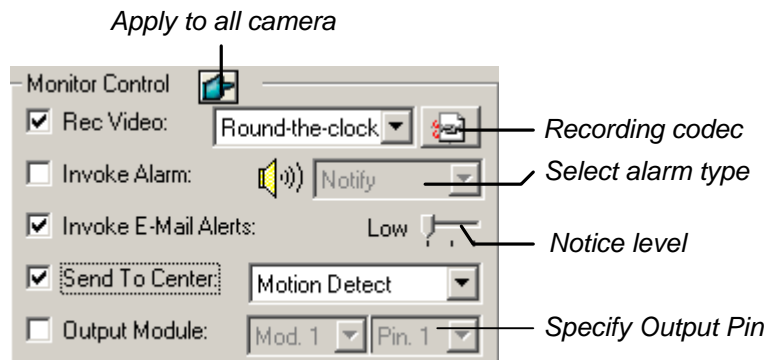 Apply to all camera
Monitor Control
Rec Video: Round-the-clock Recording codec
Invoke Alarm: Notify Select alarm type
Invoke E-Mail Alerts: Low Notice level
Send To Center: Motion Detect
Output Module: Mod. 1 Pin. 1 Specify Output Pin